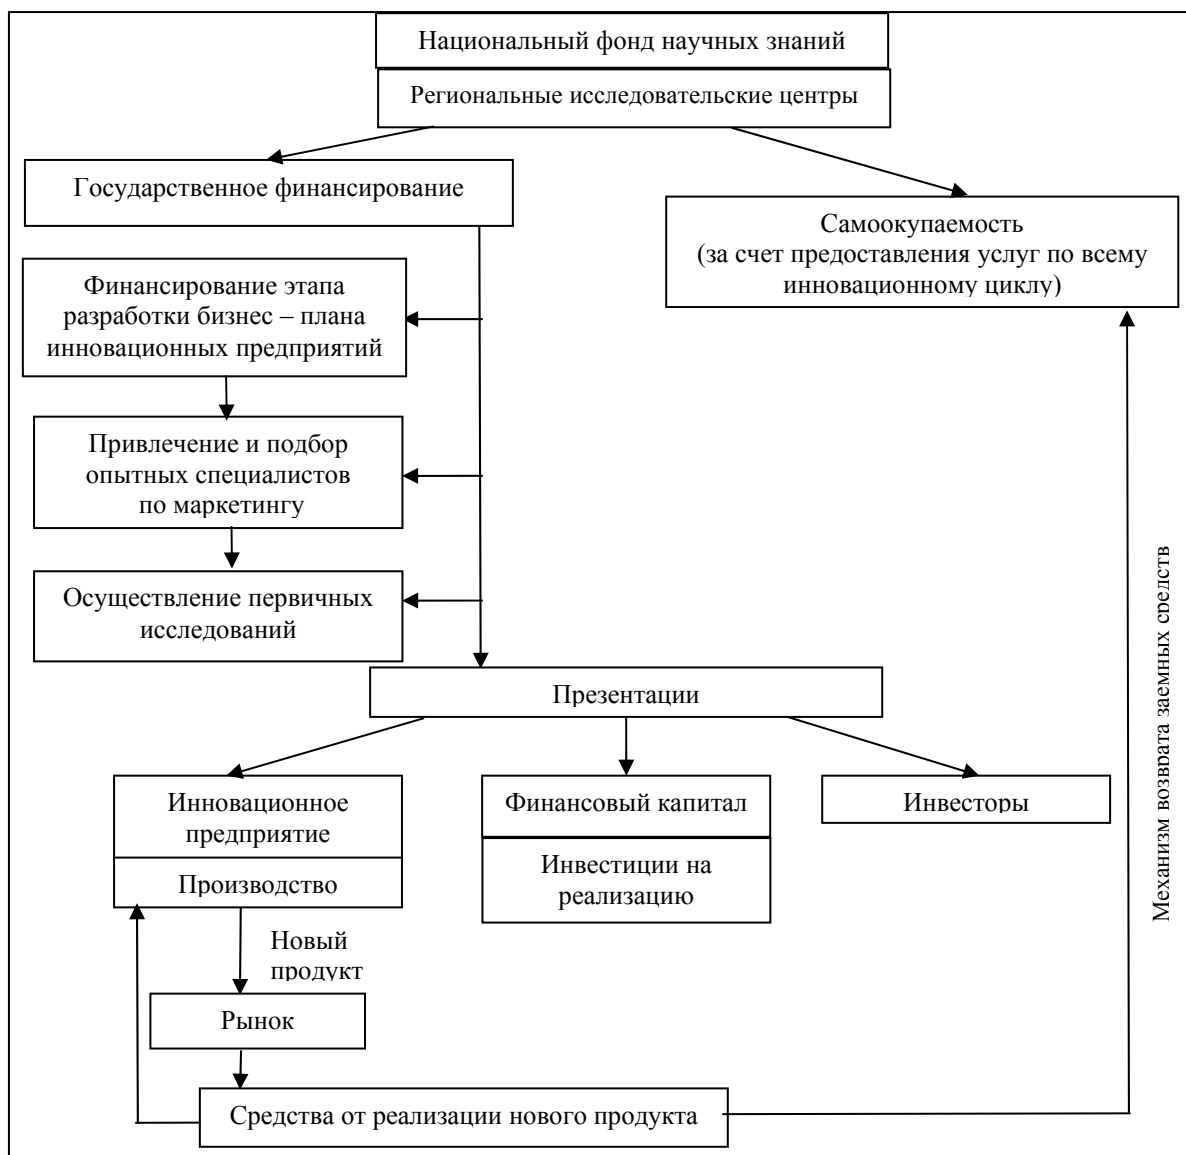 Национальный фонд научных знаний
Региональные исследовательские центры
Государственное финансирование
Самоокупаемость
(за счет предоставления услуг по всему
инновационному циклу)
Финансирование этапа
разработки бизнес – плана
инновационных предприятий
Привлечение и подбор
опытных специалистов
по маркетингу
Осуществление первичных
исследований
Презентации
Инновационное
предприятие
Производство
Финансовый капитал
Инвестиции на
реализацию
Инвесторы
Новый
продукт
Рынок
Средства от реализации нового продукта
Механизм возврата заемных средств